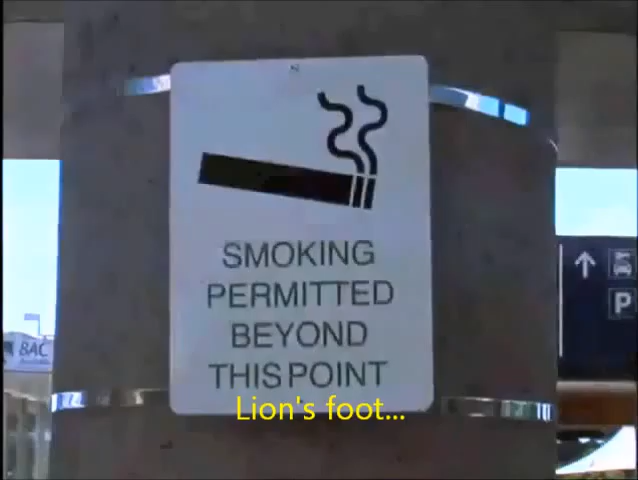 SMOKING
PERMITTED
BEYOND
THIS POINT
Lion's foot...
BAC
P